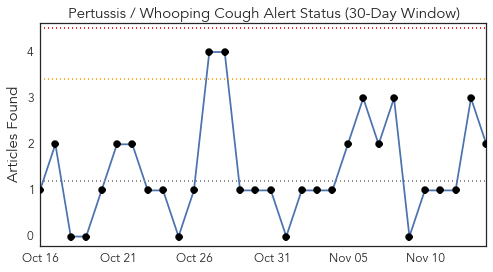 Pertussis / Whooping Cough Alert Status (30-Day Window)
Articles Found
4
3
2
1
0
Oct 16 Oct 21 Oct 26 Oct 31 Nov 05 Nov 10